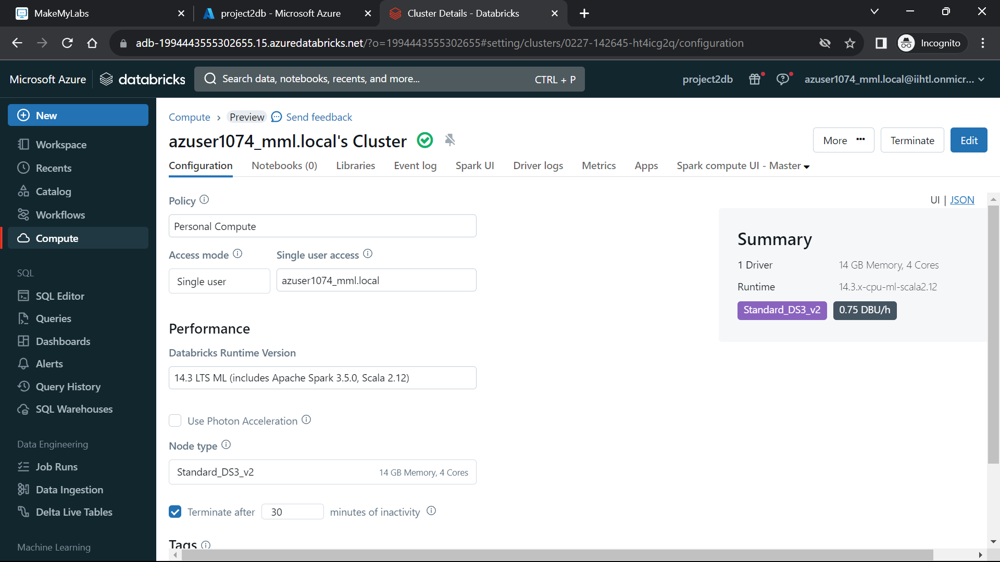 MakeMyLabs
project2db - Microsoft Azure
Cluster Details - Databricks
adb-1994443555302655.15.azuredatabricks.net/?o=1994443555302655#setting/clusters/0227-142645-ht4icg2q/configuration
Incognito
Microsoft Azure
databricks
Search data, notebooks, recents, and more...
CTRL + P
project2db
azuser1074_mml.local@iihtl.onmicr...
New
Workspace
Recents
Catalog
Workflows
Compute
SQL
SQL Editor
Queries
Dashboards
Alerts
Query History
SQL Warehouses
Data Engineering
Job Runs
Data Ingestion
Delta Live Tables
Machine Learning
Compute › Preview Send feedback
azuser1074_mml.local's Cluster
More ···
Terminate
Edit
Configuration
Notebooks (0)
Libraries
Event log
Spark UI
Driver logs
Metrics
Apps
Spark compute UI - Master
UI | JSON
Policy
Personal Compute
Access mode
Single user access
Single user
azuser1074_mml.local
Performance
Databricks Runtime Version
14.3 LTS ML (includes Apache Spark 3.5.0, Scala 2.12)
Use Photon Acceleration
Node type
Standard_DS3_v2
14 GB Memory, 4 Cores
Terminate after 30 minutes of inactivity
Tags
Summary
1 Driver 14 GB Memory, 4 Cores
Runtime 14.3.x-cpu-ml-scala2.12
Standard_DS3_v2 0.75 DBU/h